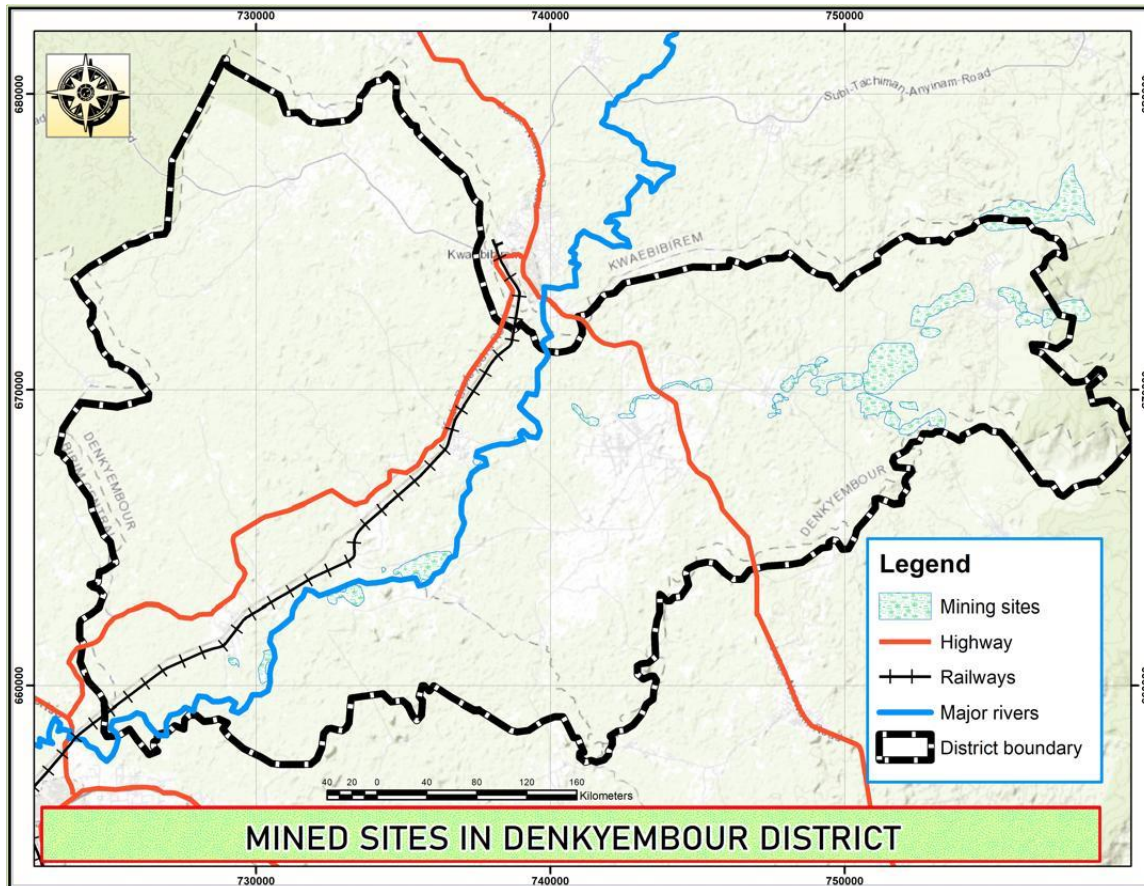 730000 740000 750000
680000
Subi-Tachiman-Anyinam-Road
KWAEBIBIREM
670000
DENKYEMBOUR
BIRIM CENTRAL
DENKYEMBOUR
660000
Legend
Mining sites
Highway
Railways
Major rivers
District boundary
40 20 0 40 80 120 160
Kilometers
MINED SITES IN DENKYEMBOUR DISTRICT
730000 740000 750000